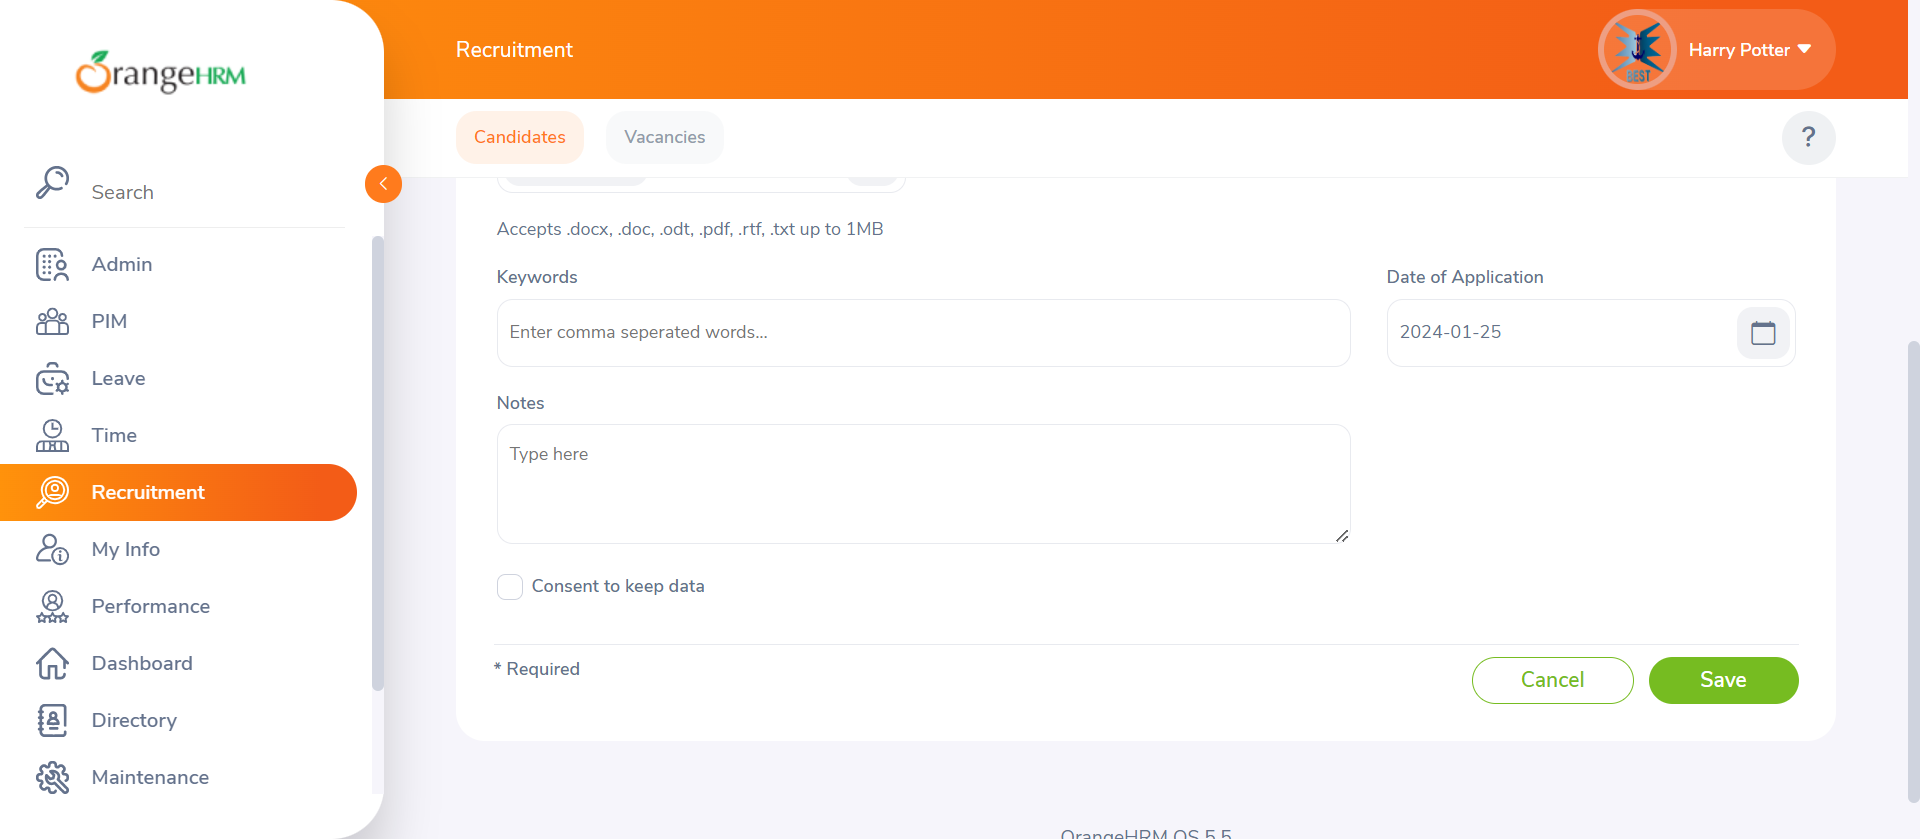 OrangeHRM
Search
Admin
PIM
Leave
Time
Recruitment
My Info
Performance
Dashboard
Directory
Maintenance
Recruitment
BEST
Harry Potter
Candidates
Vacancies
?
Accepts .docx, .doc, .odt, .pdf, .rtf, .txt up to 1MB
Keywords
Enter comma seperated words...
Date of Application
2024-01-25
Notes
Type here
Consent to keep data
* Required
Cancel
Save
OrangeHRM OS 5.5